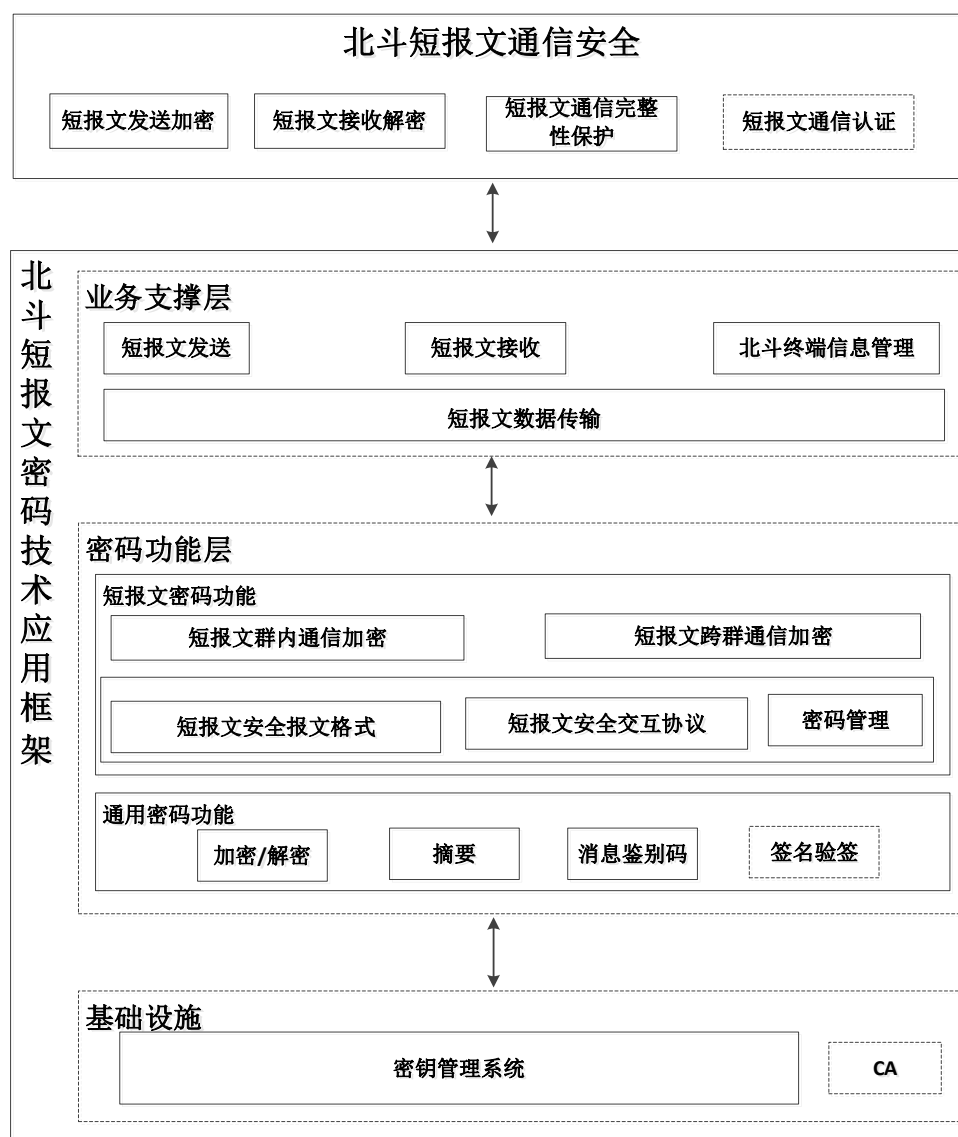 北斗短报文通信安全
短报文发送加密
短报文接收解密
短报文通信完整
性保护
短报文通信认证
北斗短报文密码技术应用框架
业务支撑层
短报文发送
短报文接收
北斗终端信息管理
短报文数据传输
密码功能层
短报文密码功能
短报文群内通信加密
短报文跨群通信加密
短报文安全报文格式
短报文安全交互协议
密码管理
通用密码功能
加密/解密
摘要
消息鉴别码
签名验签
基础设施
密钥管理系统
CA